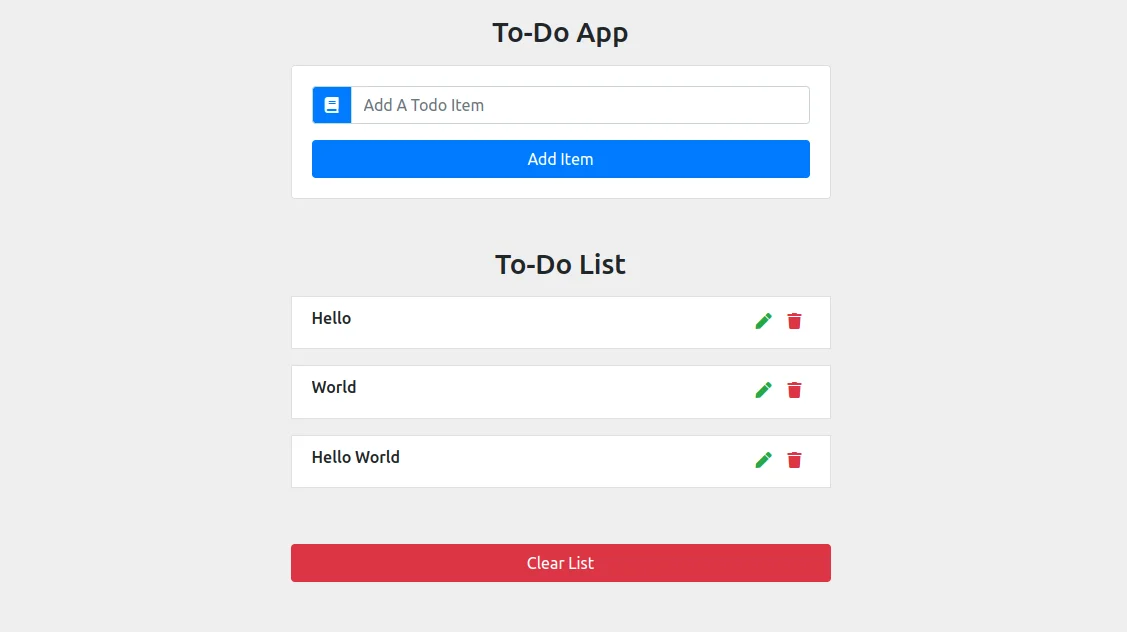 To-Do App
Add A Todo Item
Add Item
To-Do List
Hello
World
Hello World
Clear List